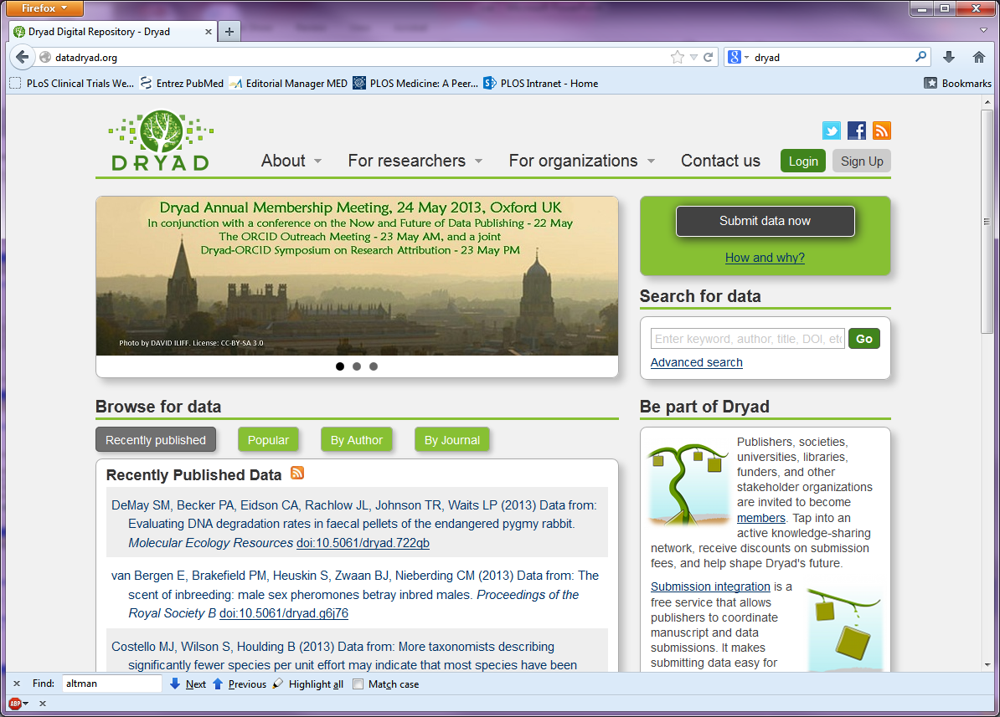 Firefox
Dryad Digital Repository - Dryad
datadryad.org
dryad
PLoS Clinical Trials We...
Entrez PubMed
Editorial Manager MED
PLOS Medicine: A Peer...
PLOS Intranet - Home
Bookmarks
DRYAD
About
For researchers
For organizations
Contact us
Login
Sign Up
Dryad Annual Membership Meeting, 24 May 2013, Oxford UK
In conjunction with a conference on the Now and Future of Data Publishing - 22 May
The ORCID Outreach Meeting - 23 May AM, and a joint
Dryad-ORCID Symposium on Research Attribution - 23 May PM
Photo by DAVID ILIFF. License: CC-BY-SA 3.0
Submit data now
How and why?
Search for data
Enter keyword, author, title, DOI, etc
Go
Advanced search
Browse for data
Recently published
Popular
By Author
By Journal
Recently Published Data
DeMay SM, Becker PA, Eidson CA, Rachlow JL, Johnson TR, Waits LP (2013) Data from:
Evaluating DNA degradation rates in faecal pellets of the endangered pygmy rabbit.
Molecular Ecology Resources doi:10.5061/dryad.722qb
van Bergen E, Brakefield PM, Heuskin S, Zwaan BJ, Nieberding CM (2013) Data from: The
scent of inbreeding: male sex pheromones betray inbred males. Proceedings of the
Royal Society B doi:10.5061/dryad.g6j76
Costello MJ, Wilson S, Houlding B (2013) Data from: More taxonomists describing
significantly fewer species per unit effort may indicate that most species have been
Be part of Dryad
Publishers, societies,
universities, libraries,
funders, and other
stakeholder organizations
are invited to become
members. Tap into an
active knowledge-sharing
network, receive discounts on submission
fees, and help shape Dryad's future.
Submission integration is a
free service that allows
publishers to coordinate
manuscript and data
submissions. It makes
submitting data easy for
Find:
altman
Next
Previous
Highlight all
Match case
ABP